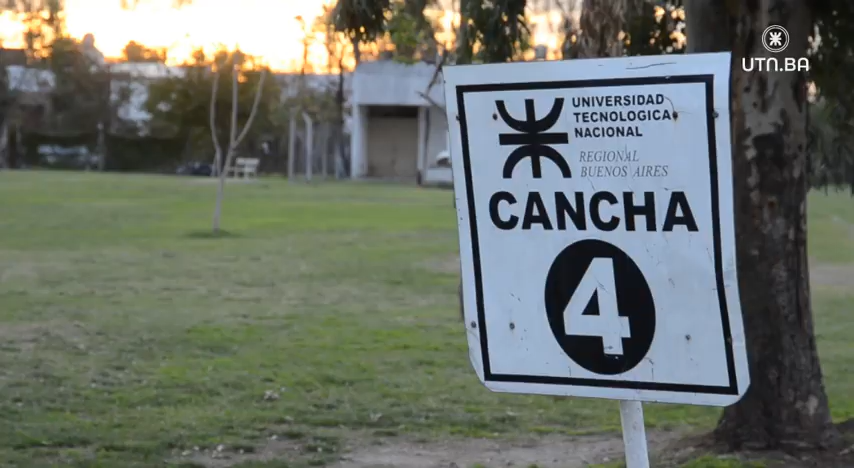 UTN.BA
UNIVERSIDAD
TECNOLOGICA
NACIONAL
REGIONAL
BUENOS AIRES
CANCHA
4